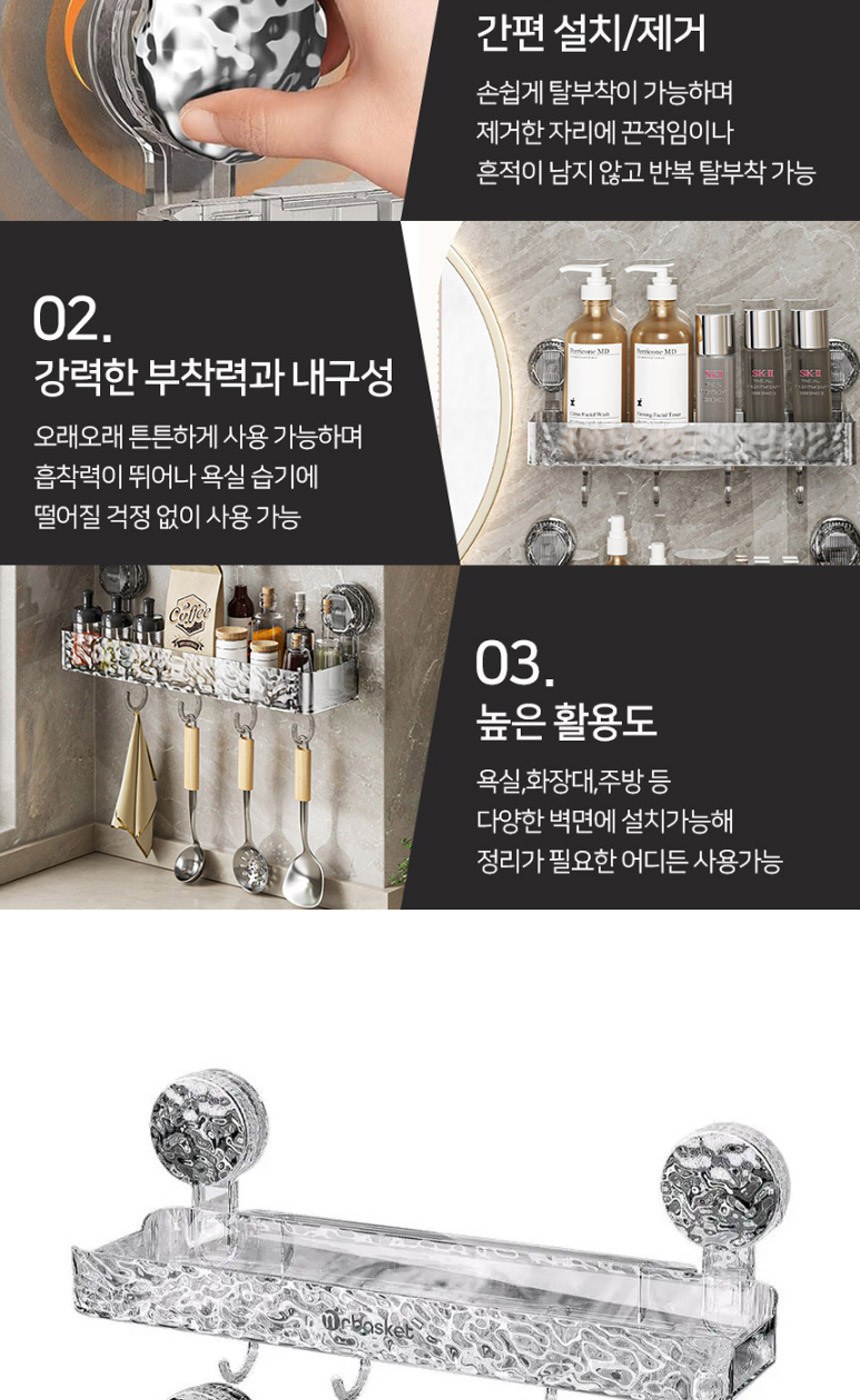 간편 설치/제거
손쉽게 탈부착이 가능하며
제거한 자리에 끈적임이나
흔적이 남지 않고 반복 탈부착 가능
02.
강력한 부착력과 내구성
오래오래 튼튼하게 사용 가능하며
흡착력이 뛰어나 욕실 습기에
떨어질 걱정 없이 사용 가능
Perricone MD
Perricone MD
SK-II
SK-II
SK-II
Coffee
03.
높은 활용도
욕실,화장대,주방 등
다양한 벽면에 설치가능해
정리가 필요한 어디든 사용가능
Mrbasket